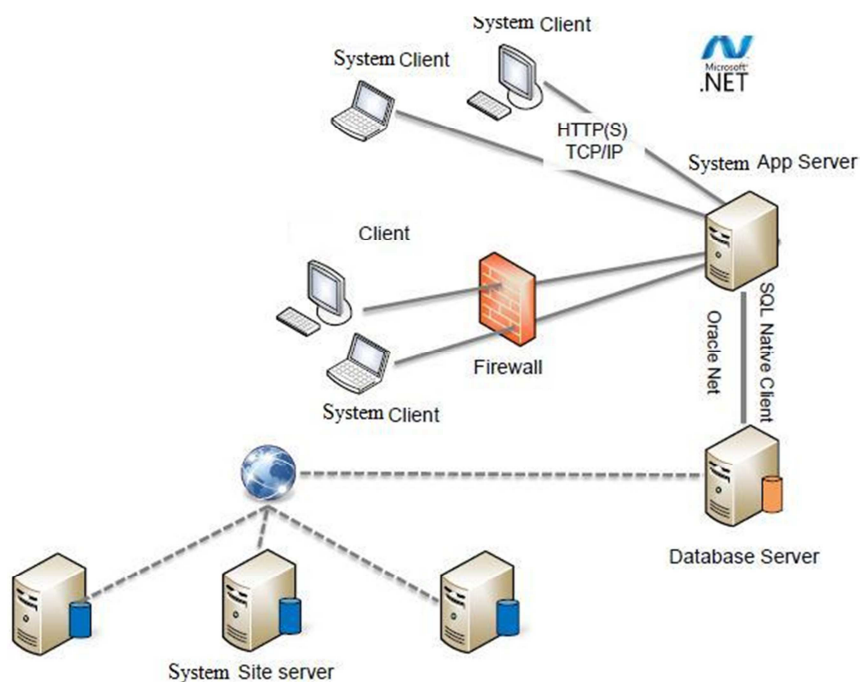 System Client
System Client
Microsoft®
.NET
HTTP(S)
TCP/IP
System App Server
Client
Firewall
System Client
SQL Native Client
Oracle Net
Database Server
System Site server